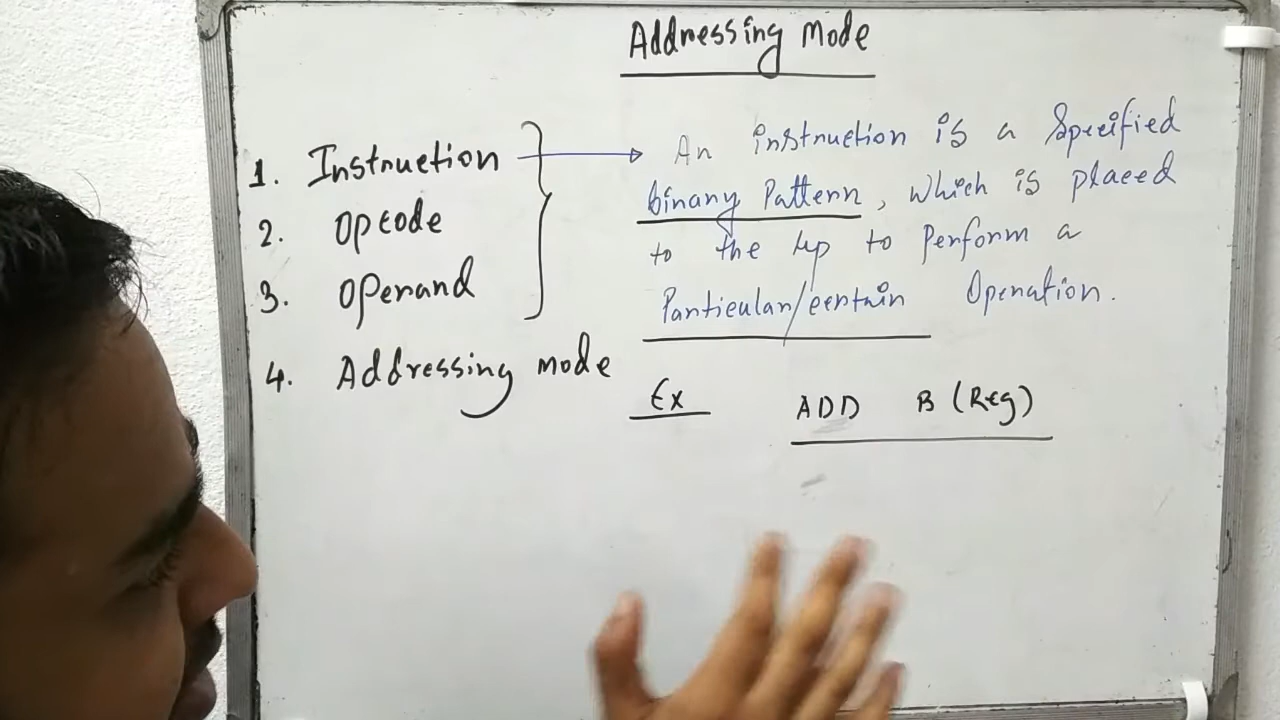 Addressing Mode
1. Instruction
2. Opcode
3. Operand
4. Addressing mode
An instruction is a Specified
binary Pattern, which is placed
to the μp to perform a
Particular/certain Operation.
Ex ADD B (Reg)